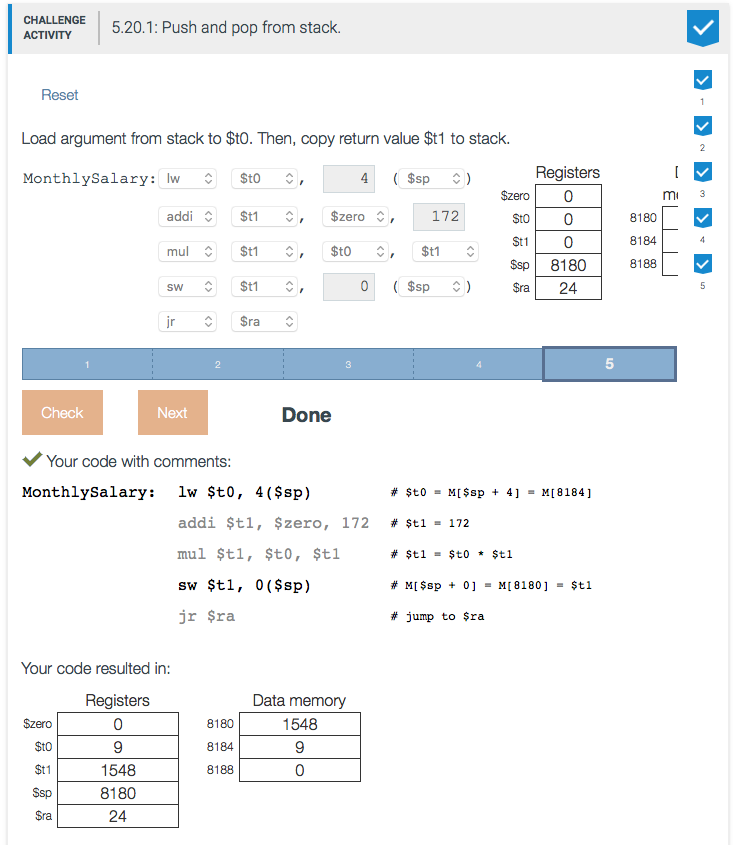 CHALLENGE ACTIVITY 5.20.1: Push and pop from stack.
Reset
1
2
3
4
5
Load argument from stack to $t0. Then, copy return value $t1 to stack.
MonthlySalary: lw $t0 , 4 ( $sp )
addi $t1 , $zero , 172
mul $t1 , $t0 , $t1
sw $t1 , 0 ( $sp )
jr $ra
Registers
$zero 0
$t0 0
$t1 0
$sp 8180
$ra 24
8180
8184
8188
1 2 3 4 5
Check Next Done
Your code with comments:
MonthlySalary: lw $t0, 4($sp) # $t0 = M[$sp + 4] = M[8184]
addi $t1, $zero, 172 # $t1 = 172
mul $t1, $t0, $t1 # $t1 = $t0 * $t1
sw $t1, 0($sp) # M[$sp + 0] = M[8180] = $t1
jr $ra # jump to $ra
Your code resulted in:
Registers Data memory
$zero 0 8180 1548
$t0 9 8184 9
$t1 1548 8188 0
$sp 8180
$ra 24